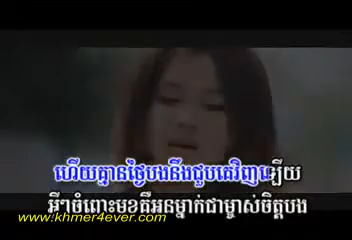 ហើយគ្មានថ្ងៃបងនឹងជួបគេវិញឡើយ
អីៗចំពោះមុខគឺអូនម្នាក់ជាម្ចាស់ចិត្តបង
www.khmer4ever.com